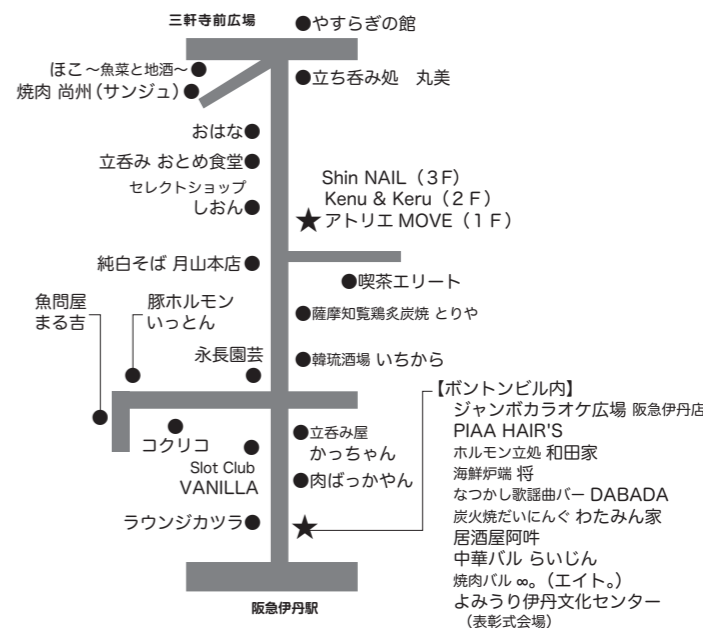 三軒寺前広場
やすらぎの館
ほこ～魚菜と地酒～
焼肉 尚州（サンジュ）
立ち呑み処　丸美
おはな
立呑み おとめ食堂
セレクトショップ
しおん
Shin NAIL（3F）
Kenu & Keru（2F）
アトリエ MOVE（1F）
純白そば 月山本店
喫茶エリート
魚問屋
まる吉
豚ホルモン
いっとん
薩摩知覧鶏炙炭焼 とりや
永長園芸
韓琉酒場 いちから
コクリコ
Slot Club
VANILLA
立呑み屋
かっちゃん
肉ばっかやん
ラウンジカツラ
【ボントンビル内】
ジャンボカラオケ広場 阪急伊丹店
PIAA HAIR'S
ホルモン立処 和田家
海鮮炉端 将
なつかし歌謡曲バー DABADA
炭火焼だいにんぐ わたみん家
居酒屋阿吽
中華バル らいじん
焼肉バル ∞。（エイト。）
よみうり伊丹文化センター
（表彰式会場）
阪急伊丹駅